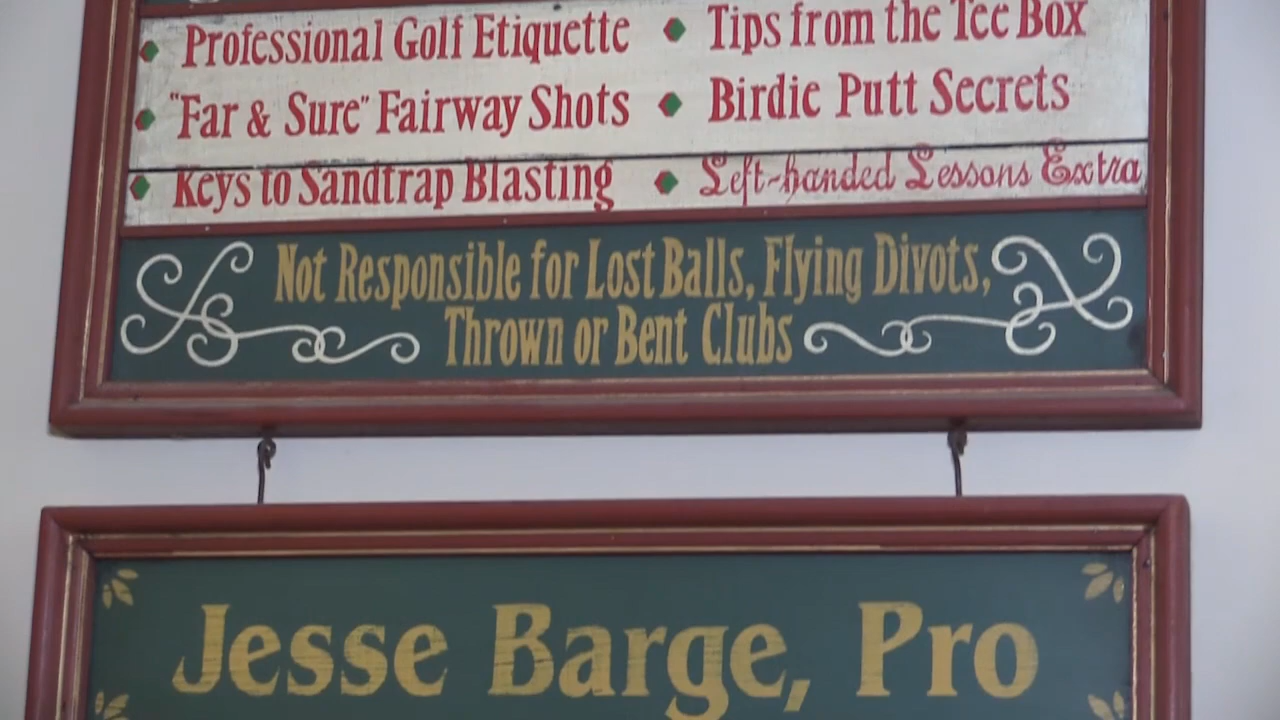 Professional Golf Etiquette
Tips from the Tee Box
"Far & Sure" Fairway Shots
Birdie Putt Secrets
Keys to Sandtrap Blasting
Left-handed Lessons Extra
Not Responsible for Lost Balls, Flying Divots,
Thrown or Bent Clubs
Jesse Barge, Pro